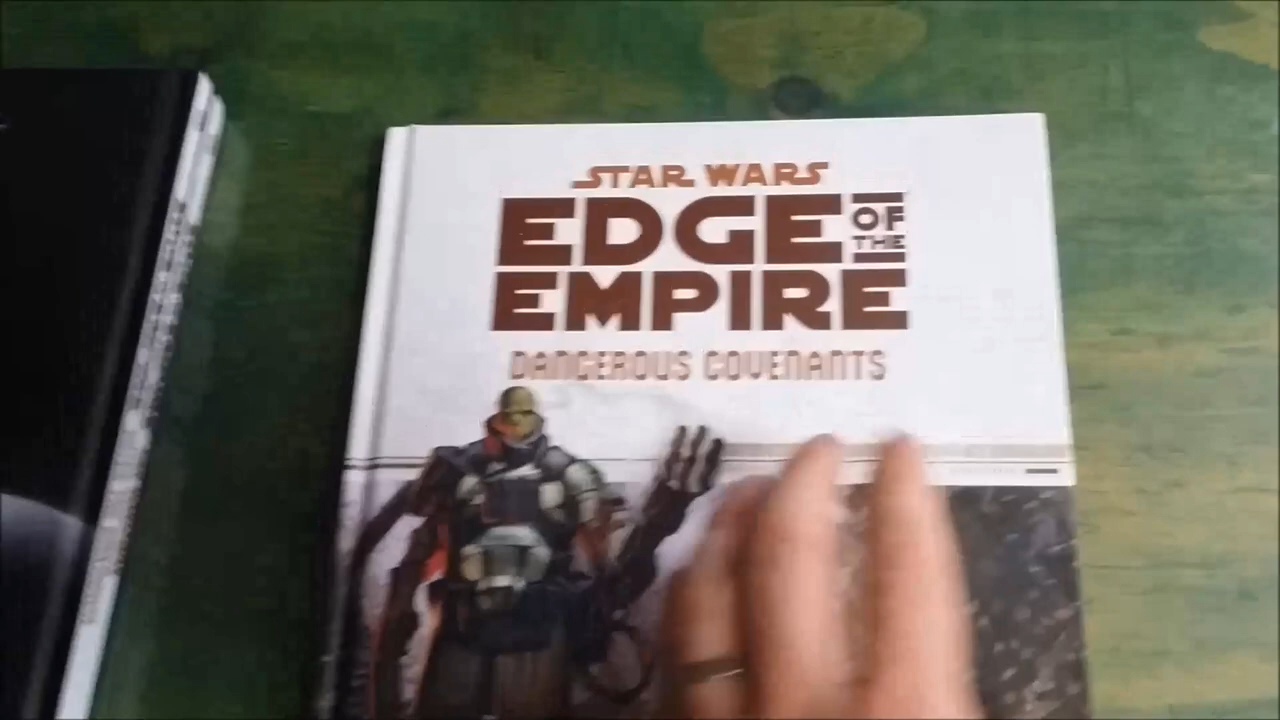 STAR WARS
EDGE OF THE
EMPIRE
DANGEROUS COVENANTS